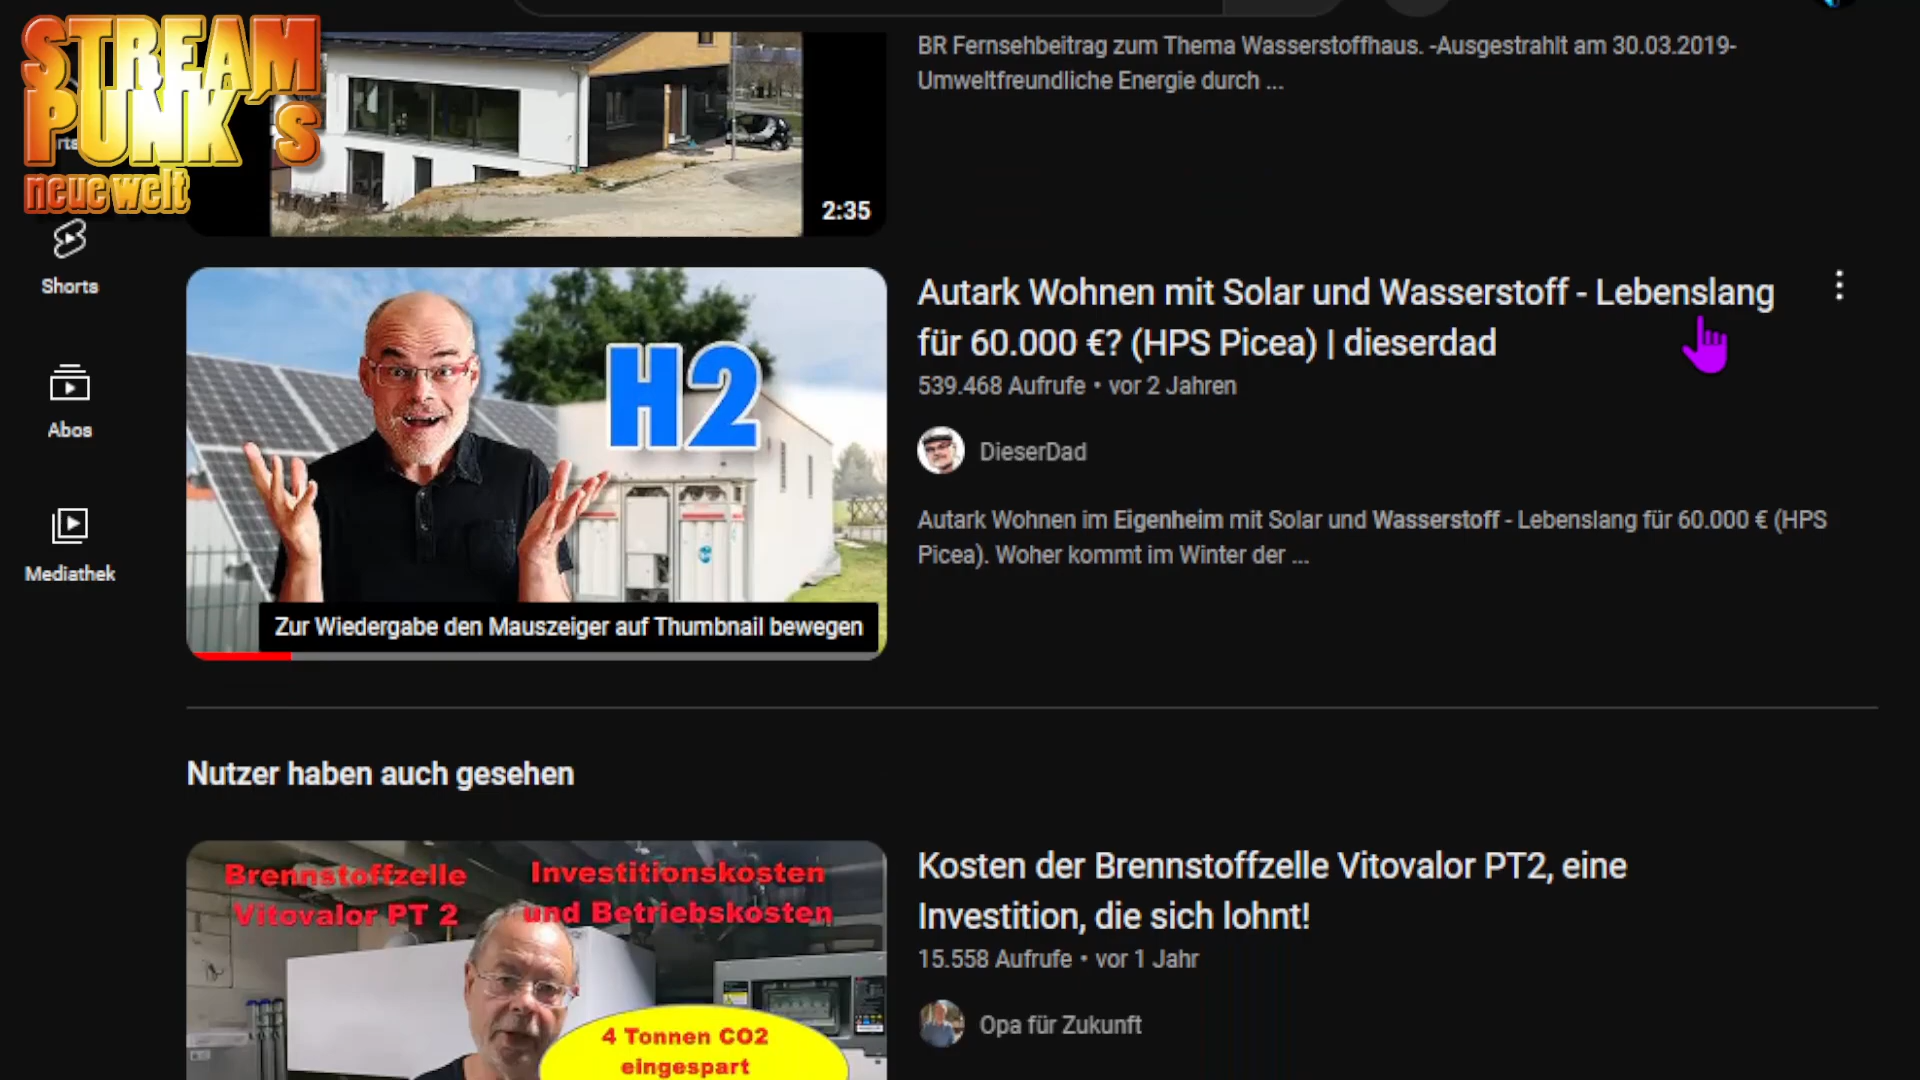 STREAM
PUNK´S
neue welt
rts
BR Fernsehbeitrag zum Thema Wasserstoffhaus. -Ausgestrahlt am 30.03.2019-
Umweltfreundliche Energie durch ...
2:35
Shorts
Abos
Mediathek
H2
Zur Wiedergabe den Mauszeiger auf Thumbnail bewegen
Autark Wohnen mit Solar und Wasserstoff - Lebenslang
für 60.000 €? (HPS Picea) | dieserdad
539.468 Aufrufe • vor 2 Jahren
DieserDad
Autark Wohnen im Eigenheim mit Solar und Wasserstoff - Lebenslang für 60.000 € (HPS
Picea). Woher kommt im Winter der ...
Nutzer haben auch gesehen
Brennstoffzelle
Vitovalor PT 2
Investitionskosten
und Betriebskosten
4 Tonnen CO2
eingespart
Kosten der Brennstoffzelle Vitovalor PT2, eine
Investition, die sich lohnt!
15.558 Aufrufe • vor 1 Jahr
Opa für Zukunft